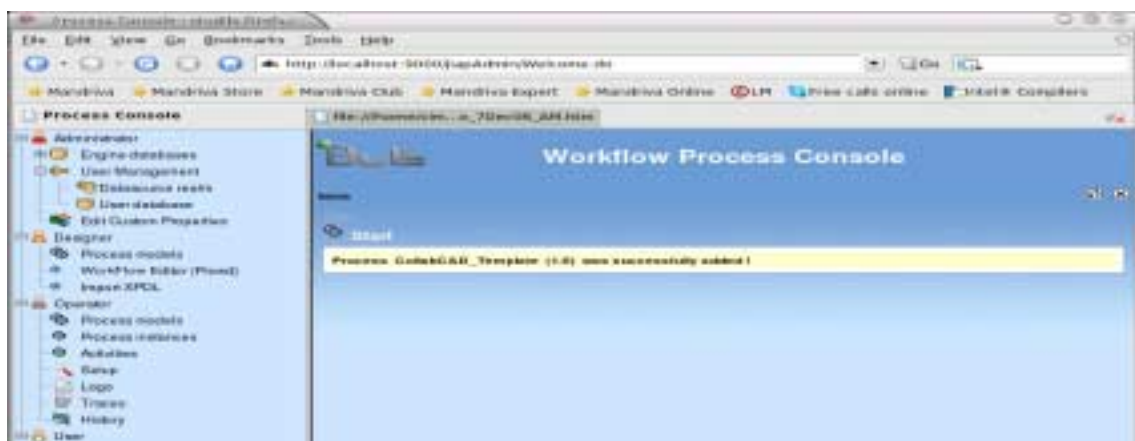 File Edit View Go Bookmarks Tools Help
Go
Mandriva Mandriva Store Mandriva Club Mandriva Expert Mandriva Online Free calls online Intel® Compilers
Process Console
Administrator
Engine databases
User Management
User database
Edit Custom Properties
Designer
Process models
WorkFlow Editor
Import XPDL
Operator
Process models
Process instances
Activities
Setup
Logs
Traces
History
User
Workflow Process Console
Start
Process CollabCAD_Template (1.0) was successfully added !